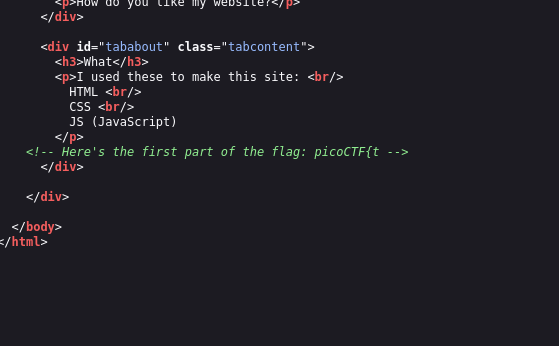 <p>How do you like my website?</p>
</div>
<div id="tababout" class="tabcontent">
<h3>What</h3>
<p>I used these to make this site: <br/>
HTML <br/>
CSS <br/>
JS (JavaScript)
</p>
<!-- Here's the first part of the flag: picoCTF{t -->
</div>
</div>
</body>
</html>